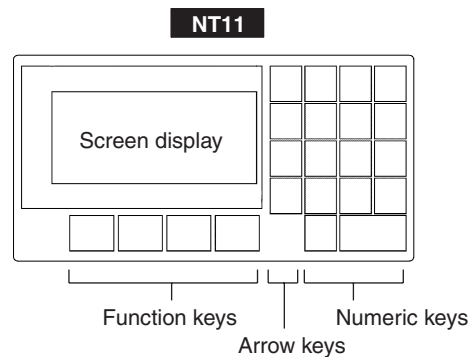 NT11
Screen display
Function keys
Numeric keys
Arrow keys